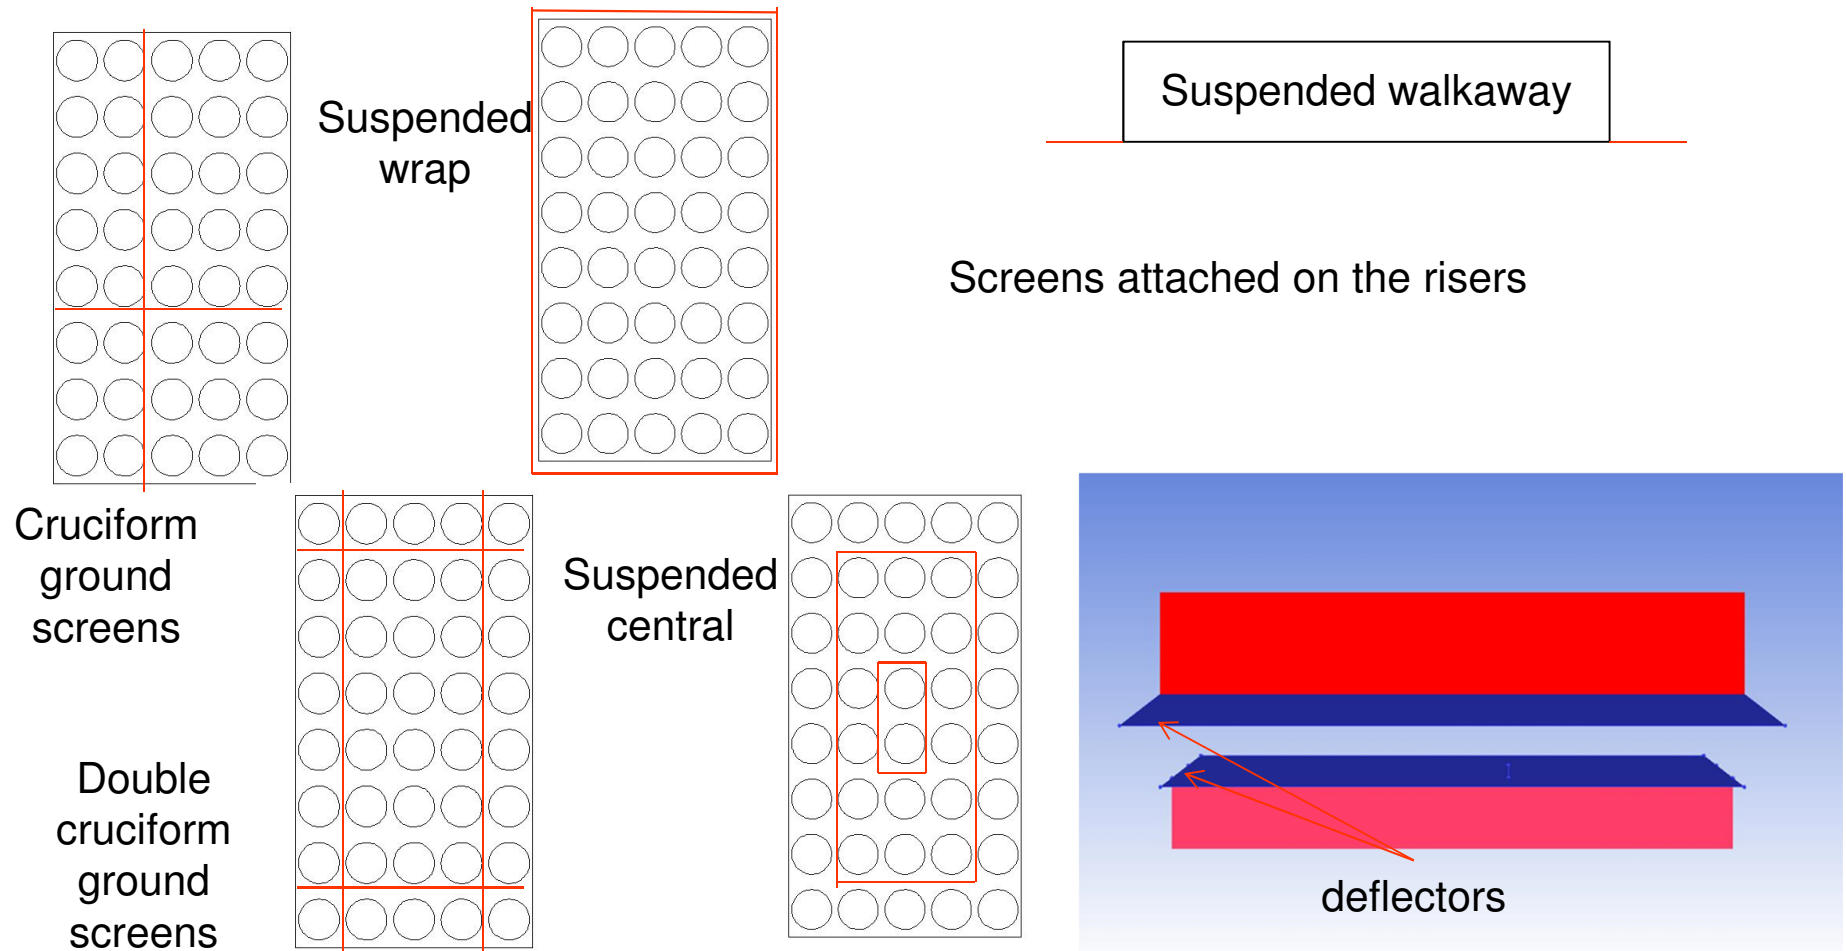 Suspended
wrap
Suspended walkaway
Screens attached on the risers
Cruciform
ground
screens
Suspended
central
Double
cruciform
ground
screens
deflectors